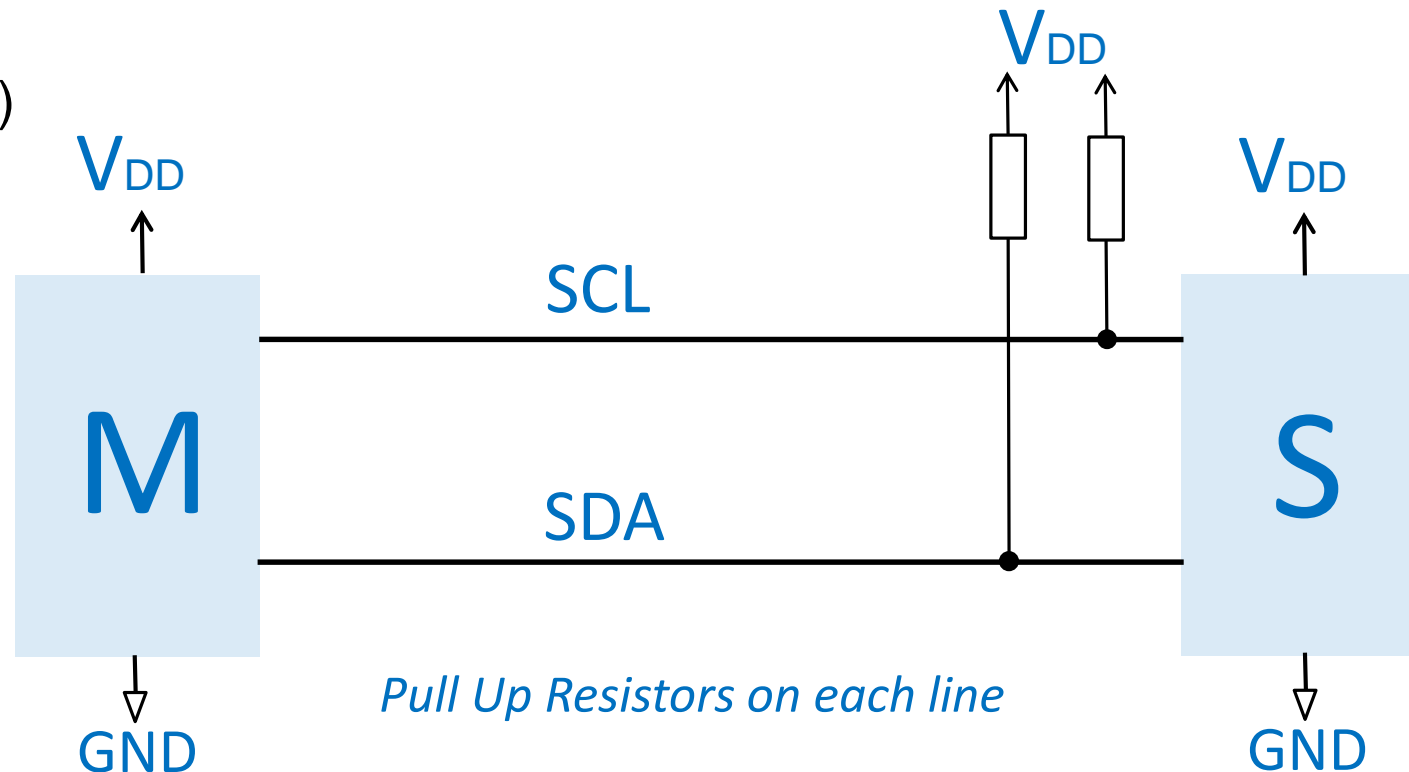 VDD
)
VDD
VDD
SCL
M
S
SDA
Pull Up Resistors on each line
GND
GND